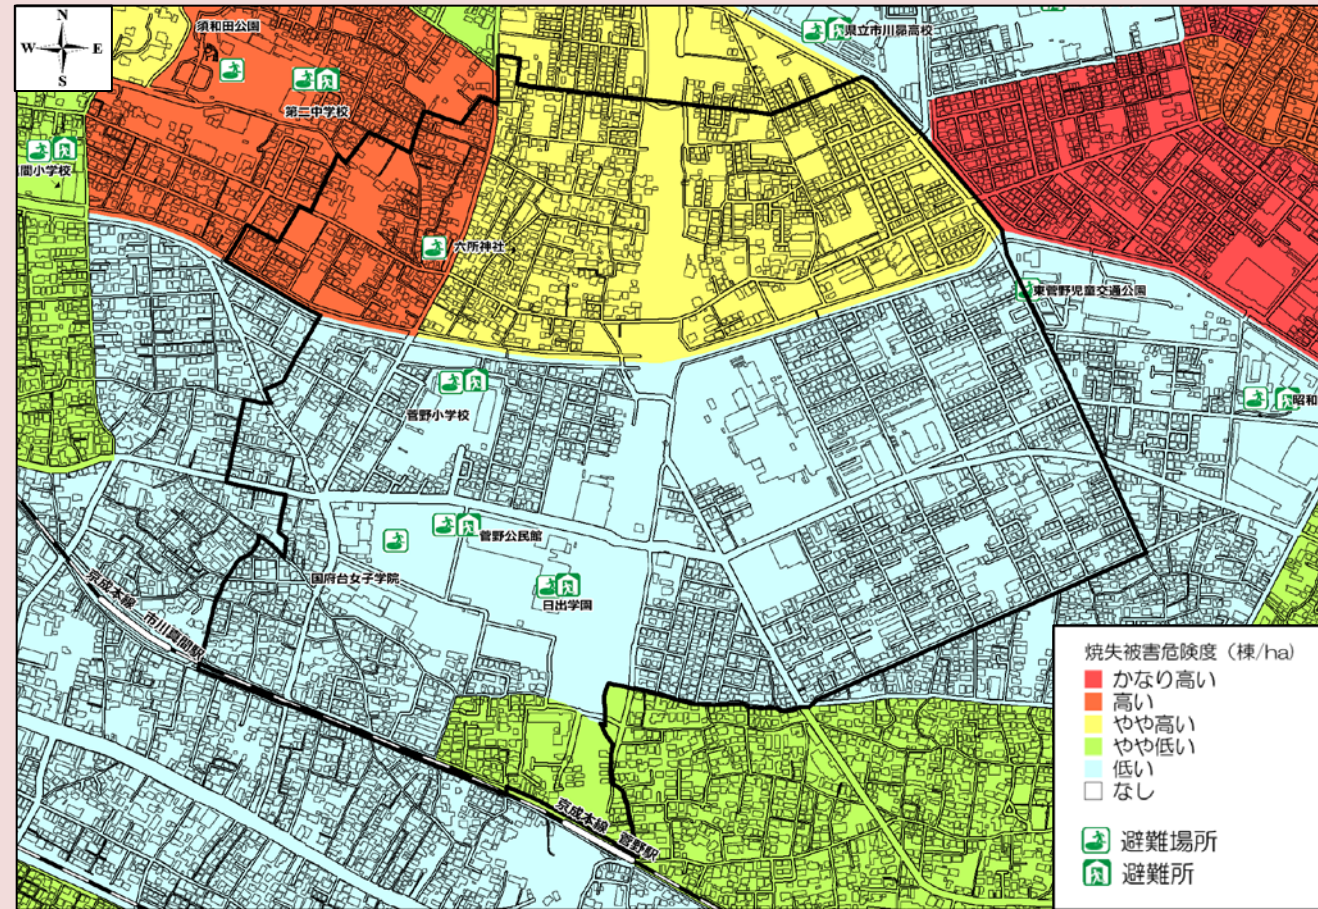 N
W E
S
須和田公園
県立市川昴高校
第二中学校
間小学校
六所神社
東菅野児童交通公園
菅野小学校
昭和
菅野公民館
国府台女子学院
日出学園
京成本線 市川真間駅
京成本線 菅野駅
焼失被害危険度（棟/ha）
かなり高い
高い
やや高い
やや低い
低い
なし
避難場所
避難所